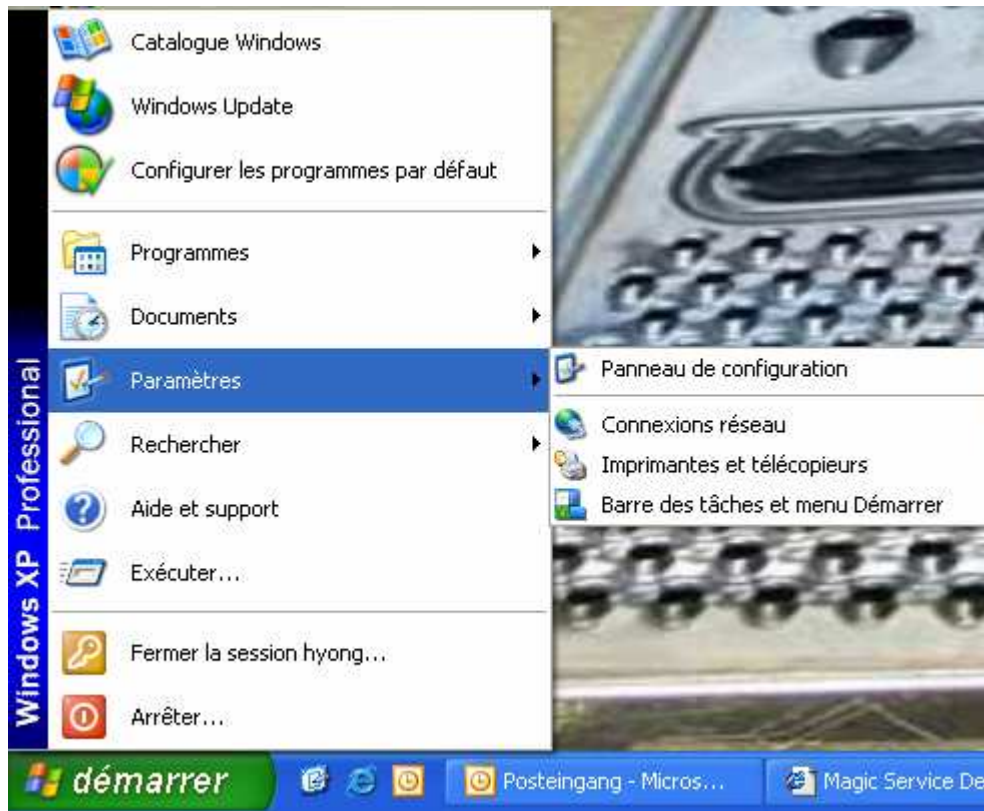 Catalogue Windows
Windows Update
Configurer les programmes par défaut
Programmes
Documents
Paramètres
Rechercher
Aide et support
Exécuter...
Fermer la session hyong...
Arrêter...
Windows XP Professional
Panneau de configuration
Connexions réseau
Imprimantes et télécopieurs
Barre des tâches et menu Démarrer
démarrer
Posteingang - Micros...
Magic Service De